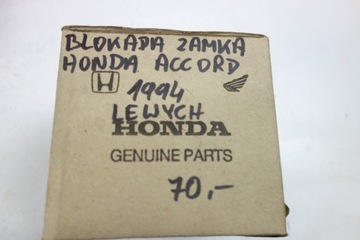 BLOKADA ZAMKA
HONDA ACCORD
1994
LEWYCH
HONDA
GENUINE PARTS
70,-